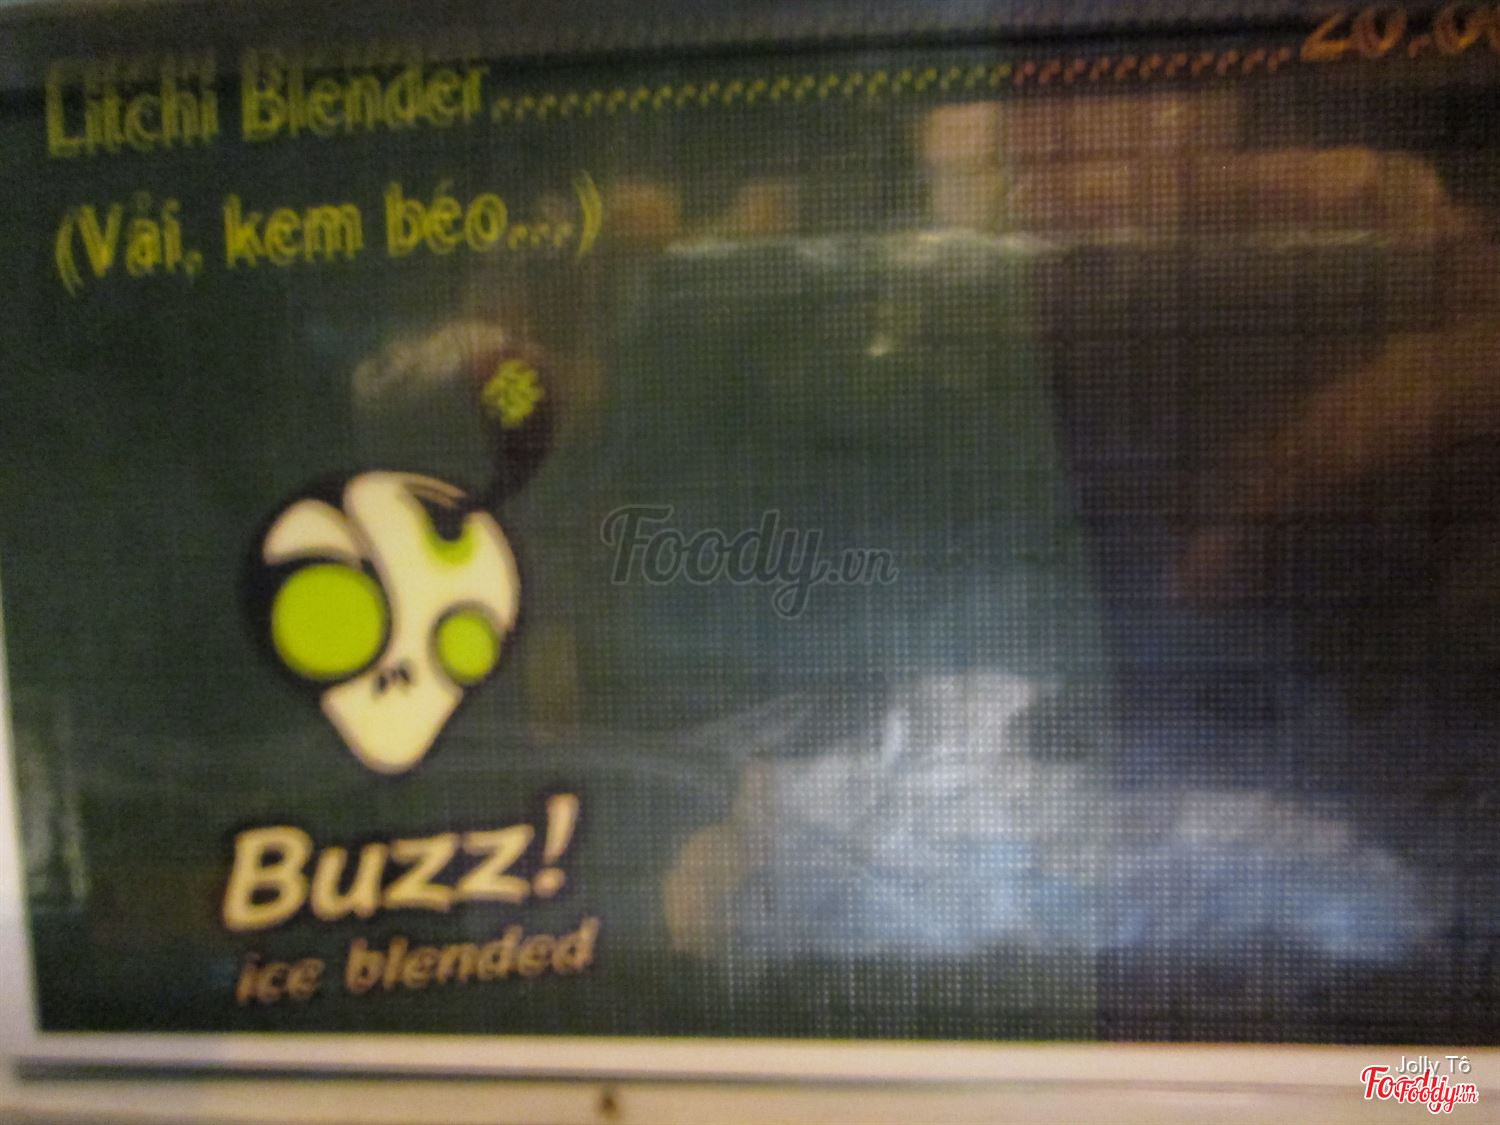 Litchi Blender..............................
(Vải, kem béo...)
Foody.vn
Buzz!
ice blended
Jolly Tô
Foody.vn